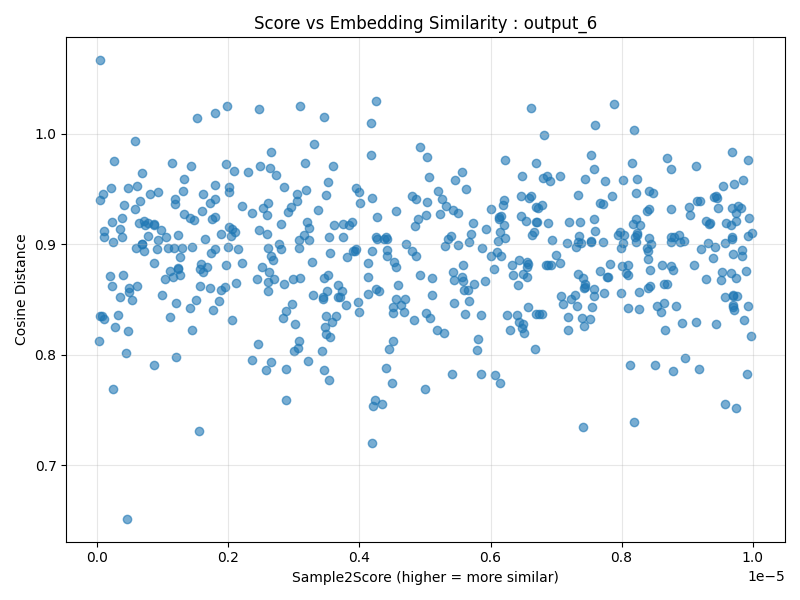 Score vs Embedding Similarity : output_6
Cosine Distance
1.0
0.9
0.8
0.7
0.0 0.2 0.4 0.6 0.8 1.0
1e−5
Sample2Score (higher = more similar)